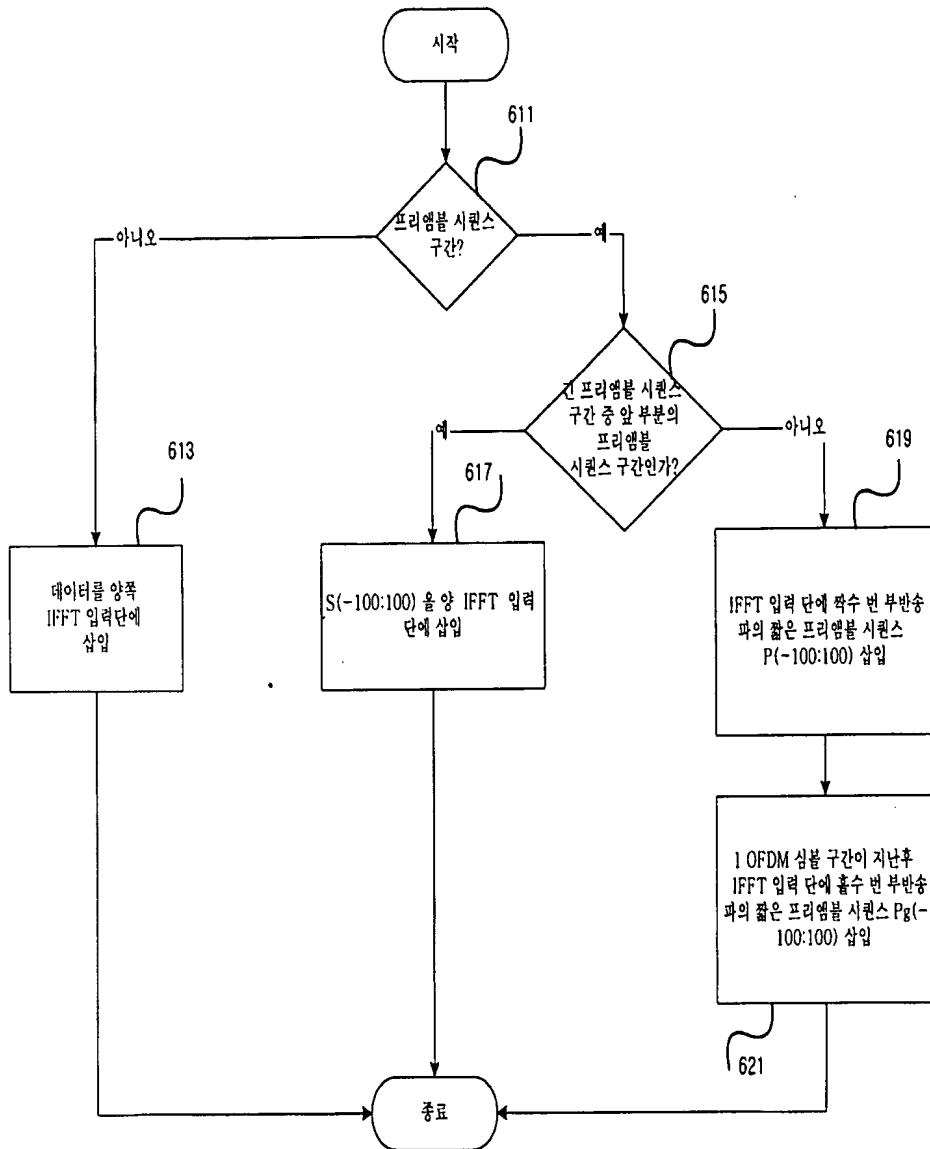 시작
611
프리앰블 시퀀스
구간?
아니오
예
615
긴 프리앰블 시퀀스
구간 중 앞 부분의
프리앰블
시퀀스 구간인가?
예
아니오
613
617
619
데이터를 양쪽
IFFT 입력단에
삽입
S(-100:100) 을 양 IFFT 입력
단에 삽입
IFFT 입력 단에 짝수 번 부반송
파의 짧은 프리앰블 시퀀스
P(-100:100) 삽입
1 OFDM 심볼 구간이 지난후
IFFT 입력 단에 홀수 번 부반송
파의 짧은 프리앰블 시퀀스 Pg(-
100:100) 삽입
621
종료